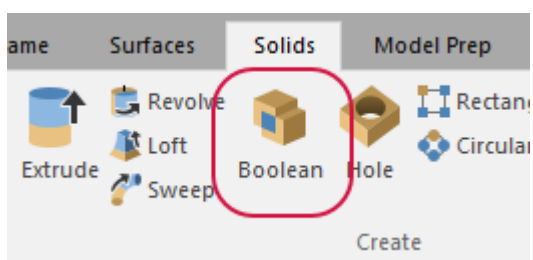 ame Surfaces Solids Model Prep
Revolve Rectang
Loft Circular
Extrude Sweep Boolean Hole
Create